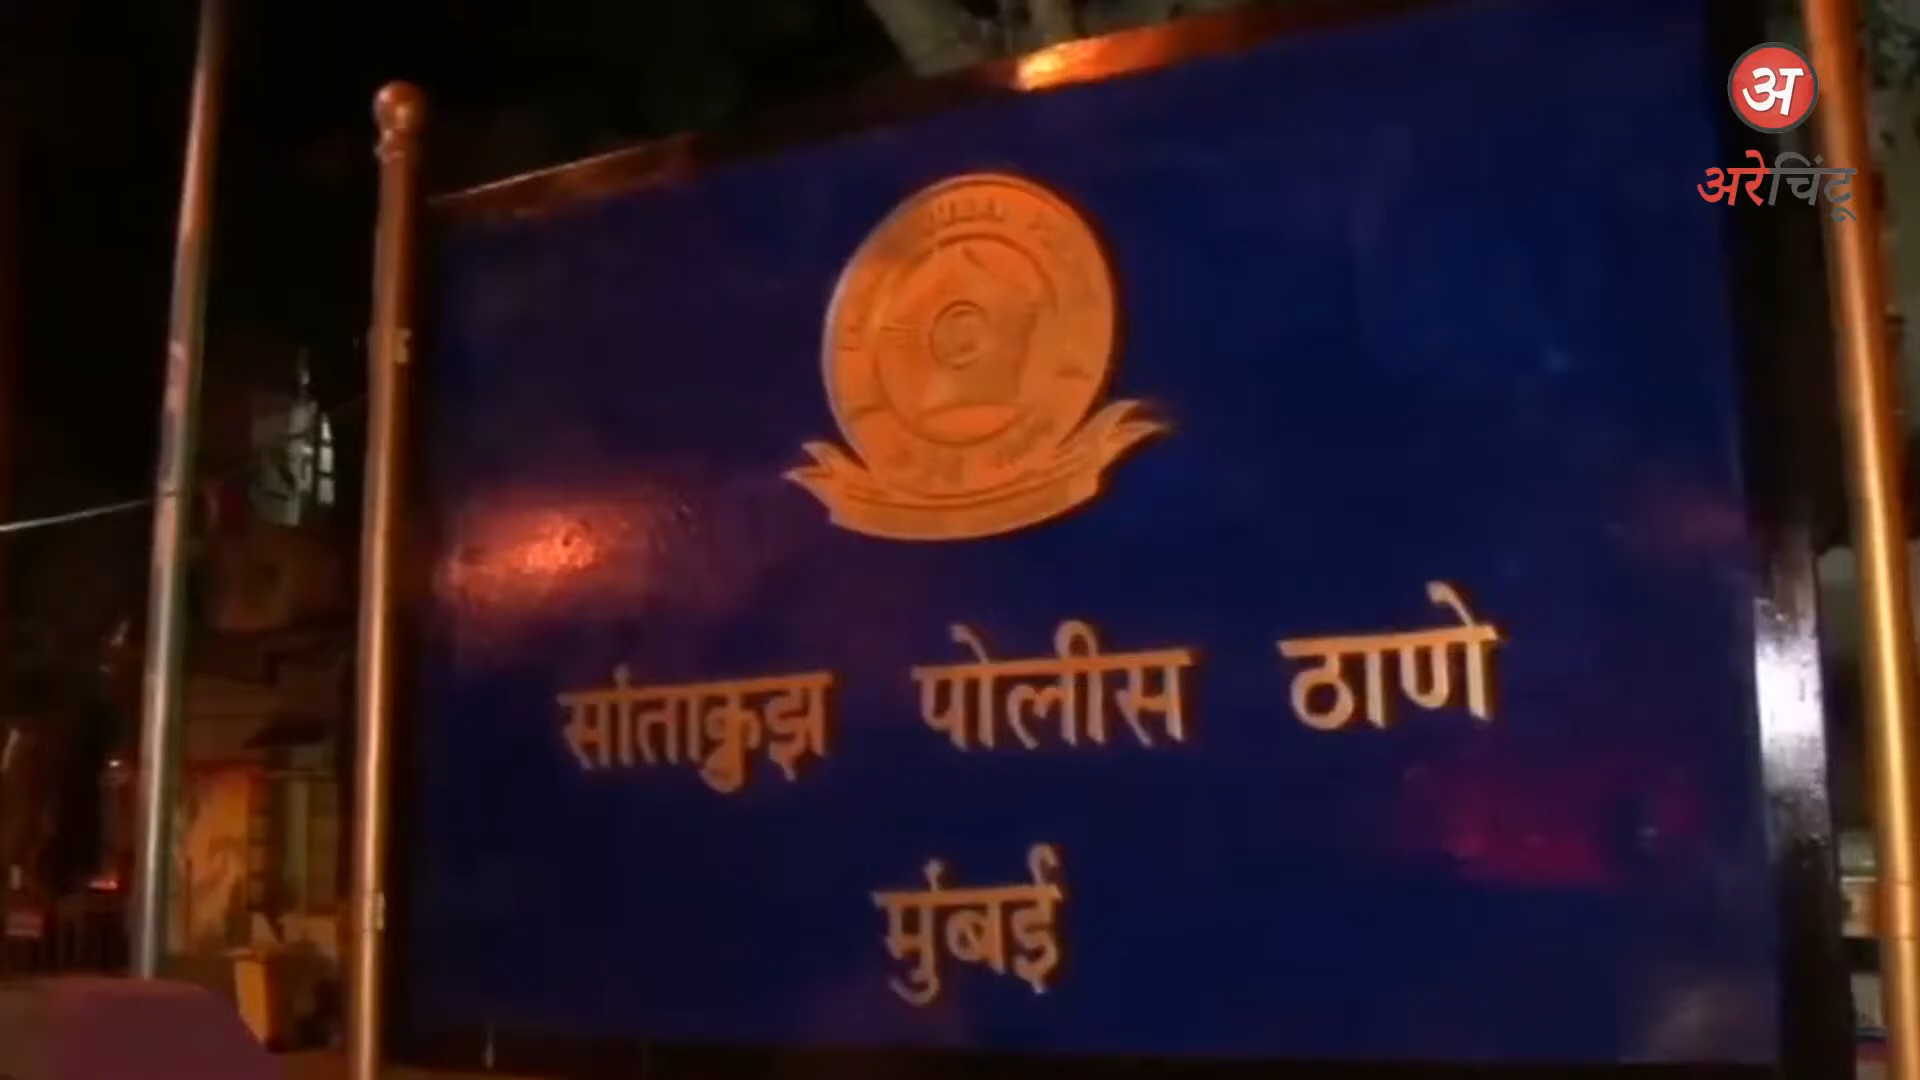 अ
अरेचिंटू
सांताक्रुझ पोलीस ठाणे
मुंबई